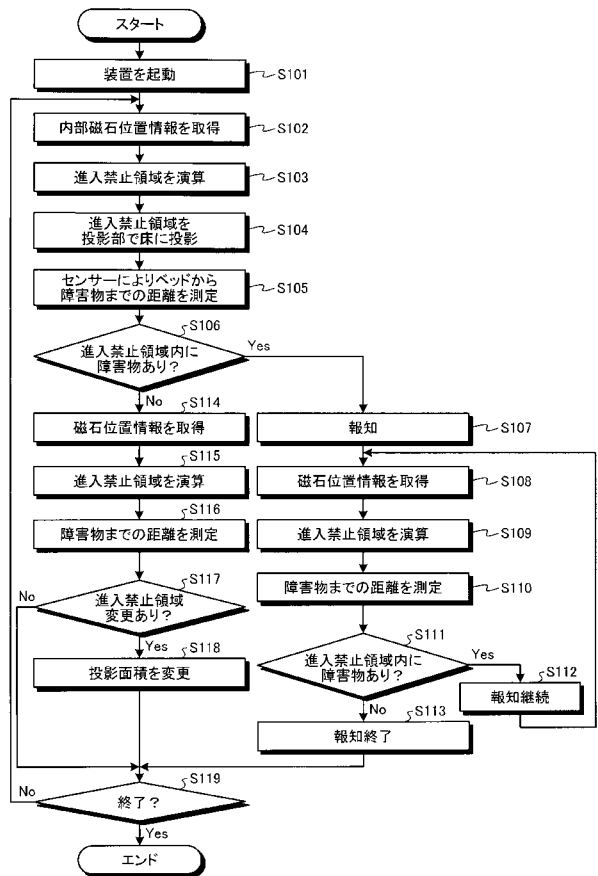 スタート
装置を起動
S101
内部磁石位置情報を取得
S102
進入禁止領域を演算
S103
進入禁止領域を
投影部で床に投影
S104
センサーによりベッドから
障害物までの距離を測定
S105
S106
進入禁止領域内に
障害物あり?
Yes
No
S114
磁石位置情報を取得
S115
進入禁止領域を演算
S116
障害物までの距離を測定
S117
No
進入禁止領域
変更あり?
Yes
S118
投影面積を変更
報知
S107
磁石位置情報を取得
S108
進入禁止領域を演算
S109
障害物までの距離を測定
S110
S111
進入禁止領域内に
障害物あり?
Yes
S112
報知継続
No
S113
報知終了
S119
No
終了?
Yes
エンド